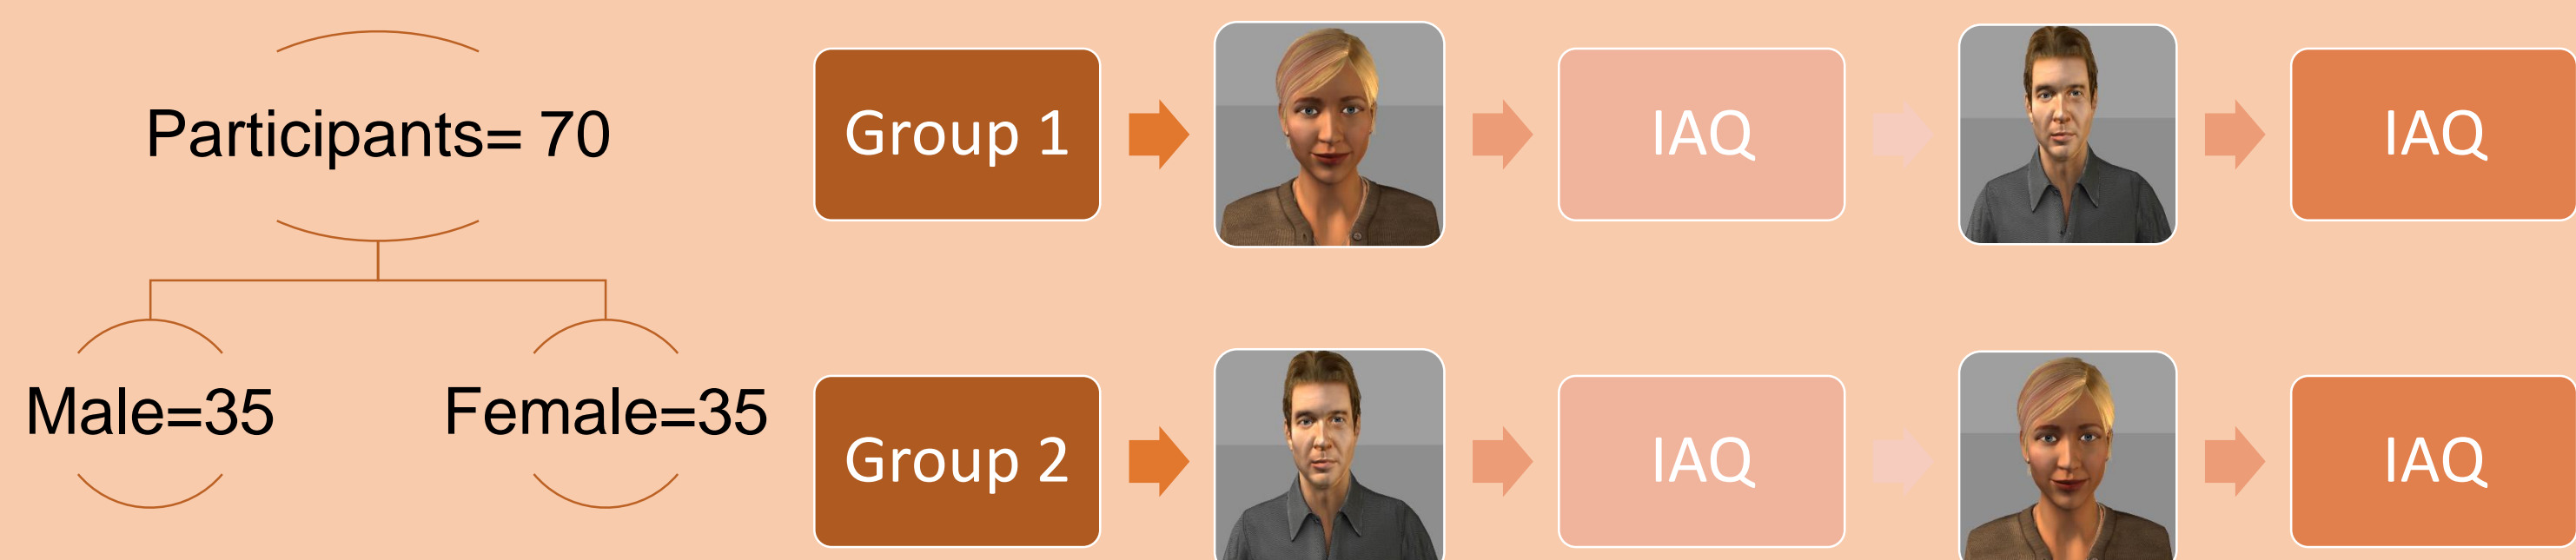 Participants= 70
Male=35
Female=35
Group 1
IAQ
IAQ
Group 2
IAQ
IAQ